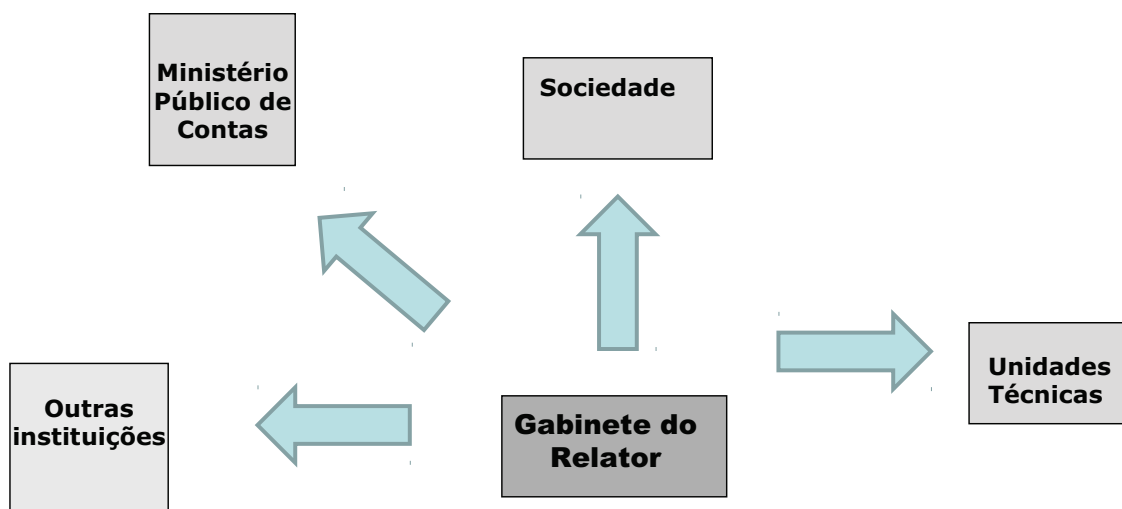 Ministério
Público de
Contas
Sociedade
Unidades
Técnicas
Outras
instituições
Gabinete do
Relator